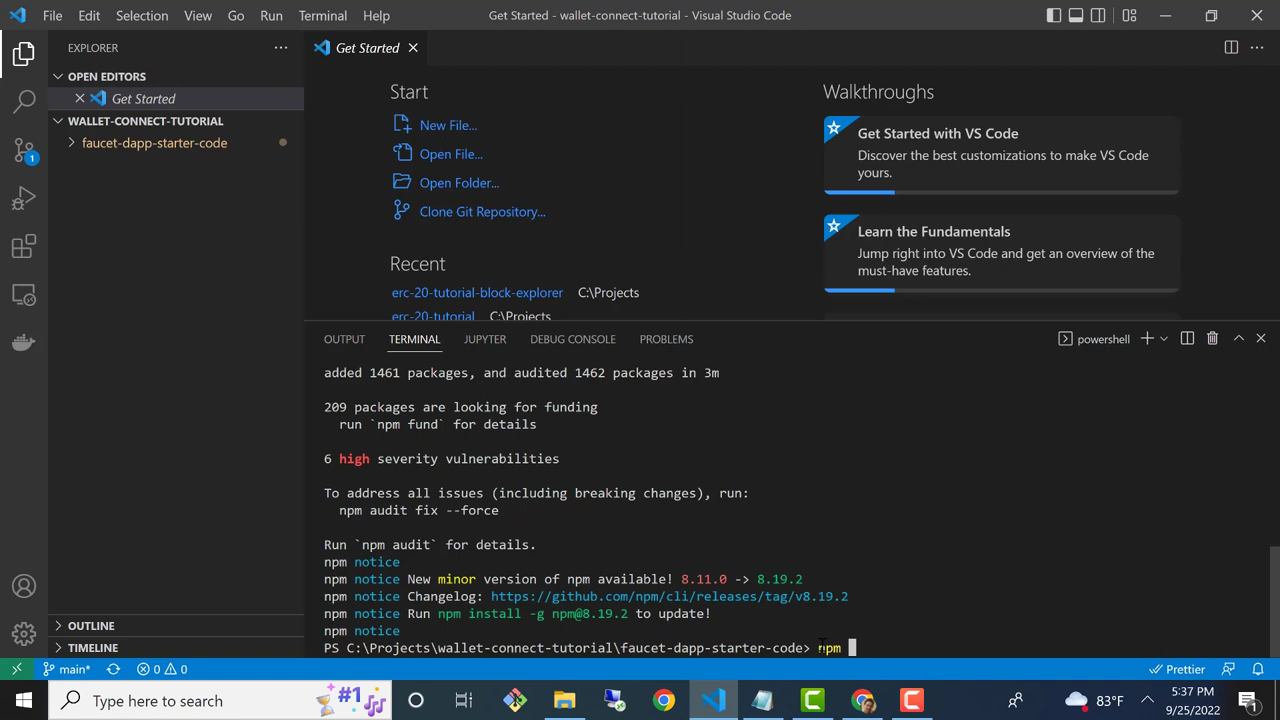 File Edit Selection View Go Run Terminal Help
Get Started - wallet-connect-tutorial - Visual Studio Code
EXPLORER
OPEN EDITORS
Get Started
WALLET-CONNECT-TUTORIAL
faucet-dapp-starter-code
OUTLINE
TIMELINE
1
Get Started
Start
New File...
Open File...
Open Folder...
Clone Git Repository...
Recent
erc-20-tutorial-block-explorer C:\Projects
erc-20-tutorial C:\Projects
Walkthroughs
Get Started with VS Code
Discover the best customizations to make VS Code
yours.
Learn the Fundamentals
Jump right into VS Code and get an overview of the
must-have features.
OUTPUT TERMINAL JUPYTER DEBUG CONSOLE PROBLEMS
powershell
added 1461 packages, and audited 1462 packages in 3m
209 packages are looking for funding
run `npm fund` for details
6 high severity vulnerabilities
To address all issues (including breaking changes), run:
npm audit fix --force
Run `npm audit` for details.
npm notice
npm notice New minor version of npm available! 8.11.0 -> 8.19.2
npm notice Changelog: https://github.com/npm/cli/releases/tag/v8.19.2
npm notice Run npm install -g npm@8.19.2 to update!
npm notice
PS C:\Projects\wallet-connect-tutorial\faucet-dapp-starter-code> npm
main* 0 0 Prettier
Type here to search
#1
83°F
5:37 PM
9/25/2022
1